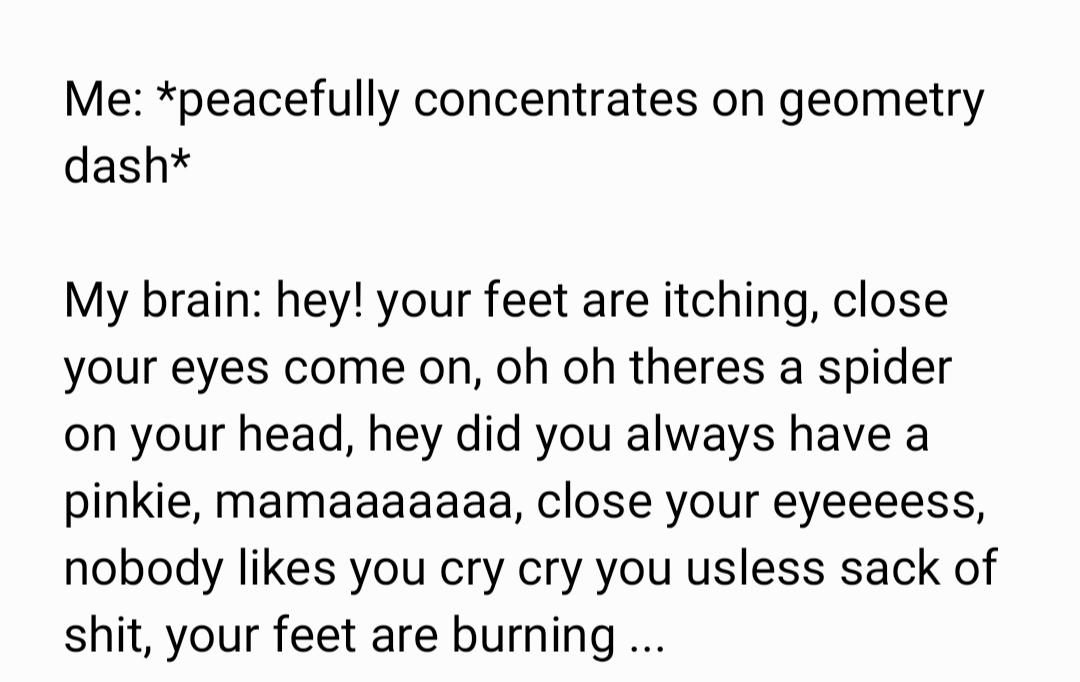 Me: *peacefully concentrates on geometry
dash*
My brain: hey! your feet are itching, close
your eyes come on, oh oh theres a spider
on your head, hey did you always have a
pinkie, mamaaaaaaaa, close your eyeeeess,
nobody likes you cry cry you usless sack of
shit, your feet are burning ...